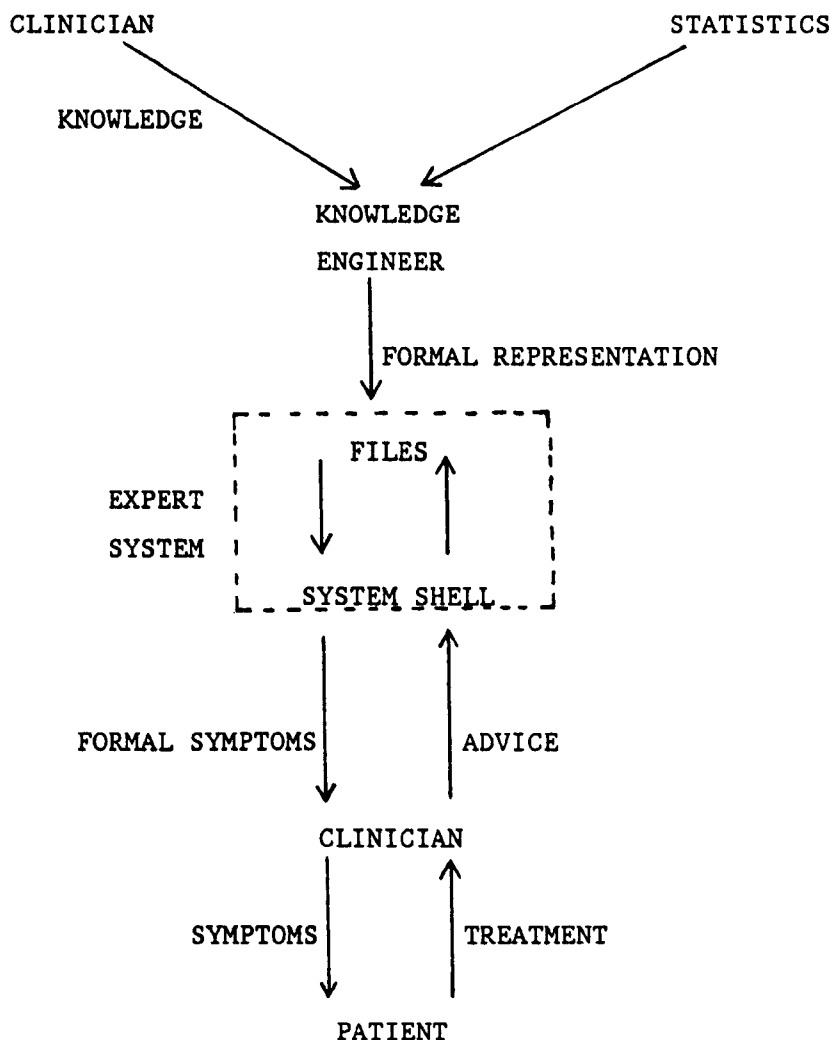 CLINICIAN
STATISTICS
KNOWLEDGE
KNOWLEDGE
ENGINEER
FORMAL REPRESENTATION
FILES
EXPERT
SYSTEM
SYSTEM SHELL
FORMAL SYMPTOMS
ADVICE
CLINICIAN
SYMPTOMS
TREATMENT
PATIENT